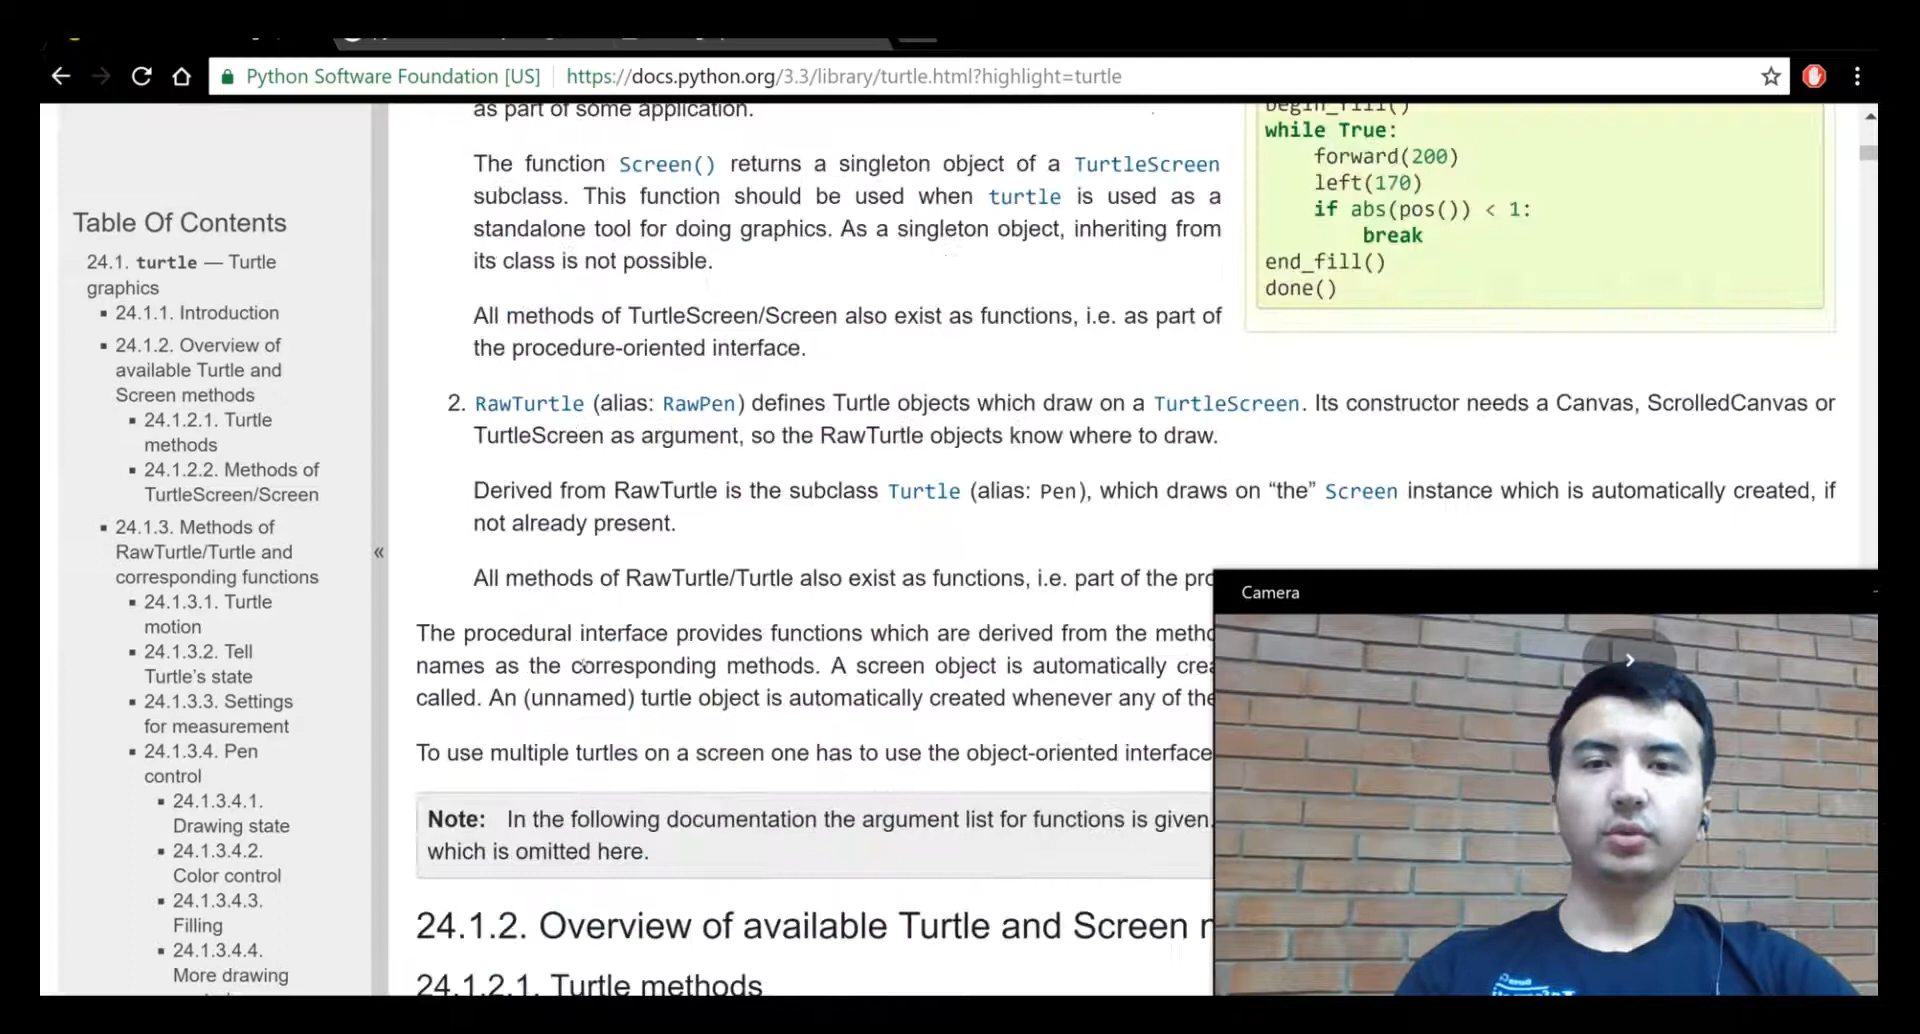 Python Software Foundation [US] https://docs.python.org/3.3/library/turtle.html?highlight=turtle
Table Of Contents
24.1. turtle — Turtle
graphics
24.1.1. Introduction
24.1.2. Overview of
available Turtle and
Screen methods
24.1.2.1. Turtle
methods
24.1.2.2. Methods of
TurtleScreen/Screen
24.1.3. Methods of
RawTurtle/Turtle and
corresponding functions
24.1.3.1. Turtle
motion
24.1.3.2. Tell
Turtle's state
24.1.3.3. Settings
for measurement
24.1.3.4. Pen
control
24.1.3.4.1.
Drawing state
24.1.3.4.2.
Color control
24.1.3.4.3.
Filling
24.1.3.4.4.
More drawing
«
as part of some application.
The function Screen() returns a singleton object of a TurtleScreen
subclass. This function should be used when turtle is used as a
standalone tool for doing graphics. As a singleton object, inheriting from
its class is not possible.
All methods of TurtleScreen/Screen also exist as functions, i.e. as part of
the procedure-oriented interface.
begin_fill()
while True:
forward(200)
left(170)
if abs(pos()) < 1:
break
end_fill()
done()
2. RawTurtle (alias: RawPen) defines Turtle objects which draw on a TurtleScreen. Its constructor needs a Canvas, ScrolledCanvas or
TurtleScreen as argument, so the RawTurtle objects know where to draw.
Derived from RawTurtle is the subclass Turtle (alias: Pen), which draws on “the” Screen instance which is automatically created, if
not already present.
All methods of RawTurtle/Turtle also exist as functions, i.e. part of the pro
The procedural interface provides functions which are derived from the metho
names as the corresponding methods. A screen object is automatically crea
called. An (unnamed) turtle object is automatically created whenever any of the
To use multiple turtles on a screen one has to use the object-oriented interface
Note: In the following documentation the argument list for functions is given.
which is omitted here.
24.1.2. Overview of available Turtle and Screen
24.1.2.1. Turtle methods
Camera